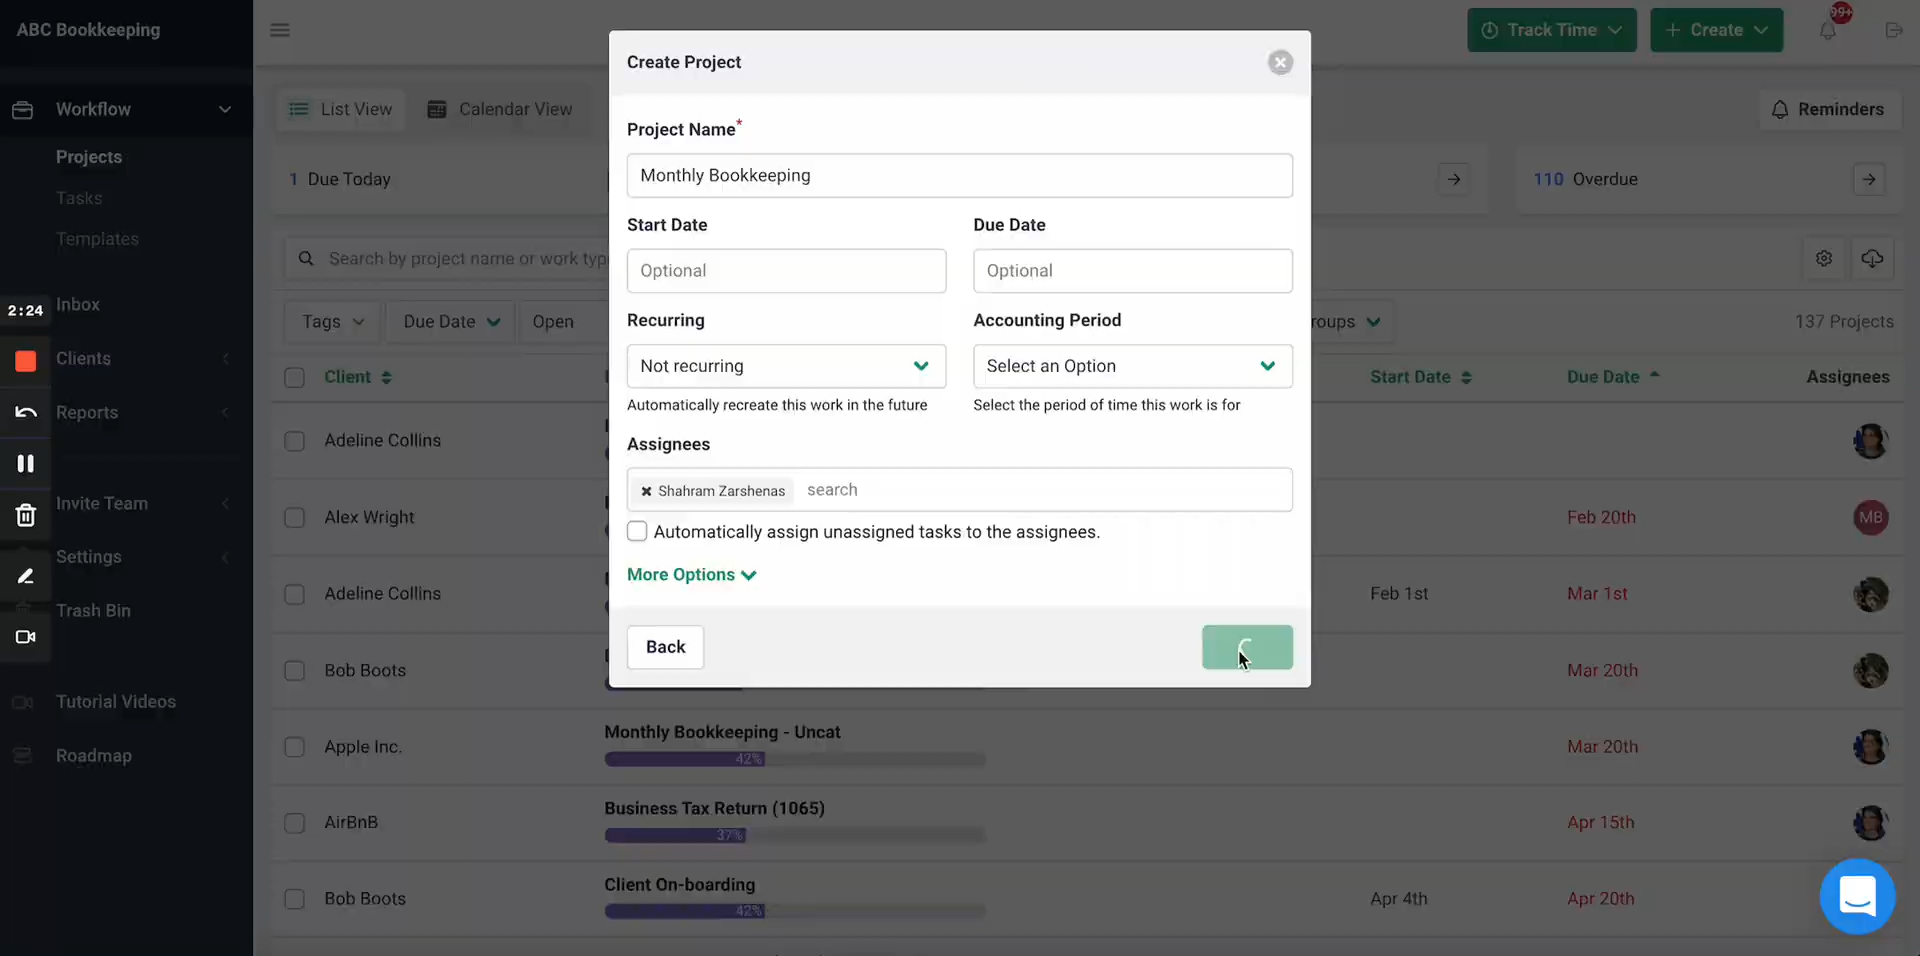 ABC Bookkeeping
Track Time
+ Create
99+
Workflow
Projects
Tasks
Templates
Inbox
Clients
Reports
Invite Team
Settings
Trash Bin
Tutorial Videos
Roadmap
2:24
List View
Calendar View
Reminders
1 Due Today
110 Overdue
Search by project name or work typ
Tags
Due Date
Open
roups
137 Projects
Client
Start Date
Due Date
Assignees
Adeline Collins
Alex Wright
Feb 20th
MB
Adeline Collins
Feb 1st
Mar 1st
Bob Boots
Mar 20th
Apple Inc.
Monthly Bookkeeping - Uncat
42%
Mar 20th
AirBnB
Business Tax Return (1065)
37%
Apr 15th
Bob Boots
Client On-boarding
42%
Apr 4th
Apr 20th
Create Project
Project Name*
Monthly Bookkeeping
Start Date
Due Date
Optional
Optional
Recurring
Accounting Period
Not recurring
Select an Option
Automatically recreate this work in the future
Select the period of time this work is for
Assignees
Shahram Zarshenas
search
Automatically assign unassigned tasks to the assignees.
More Options
Back